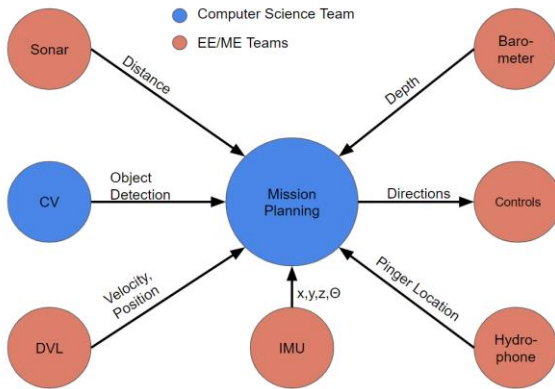 Computer Science Team
EE/ME Teams
Sonar
Baro-
meter
Distance
Depth
CV
Object
Detection
Mission
Planning
Directions
Controls
Velocity,
Position
x,y,z,Θ
Pinger Location
DVL
IMU
Hydro-
phone